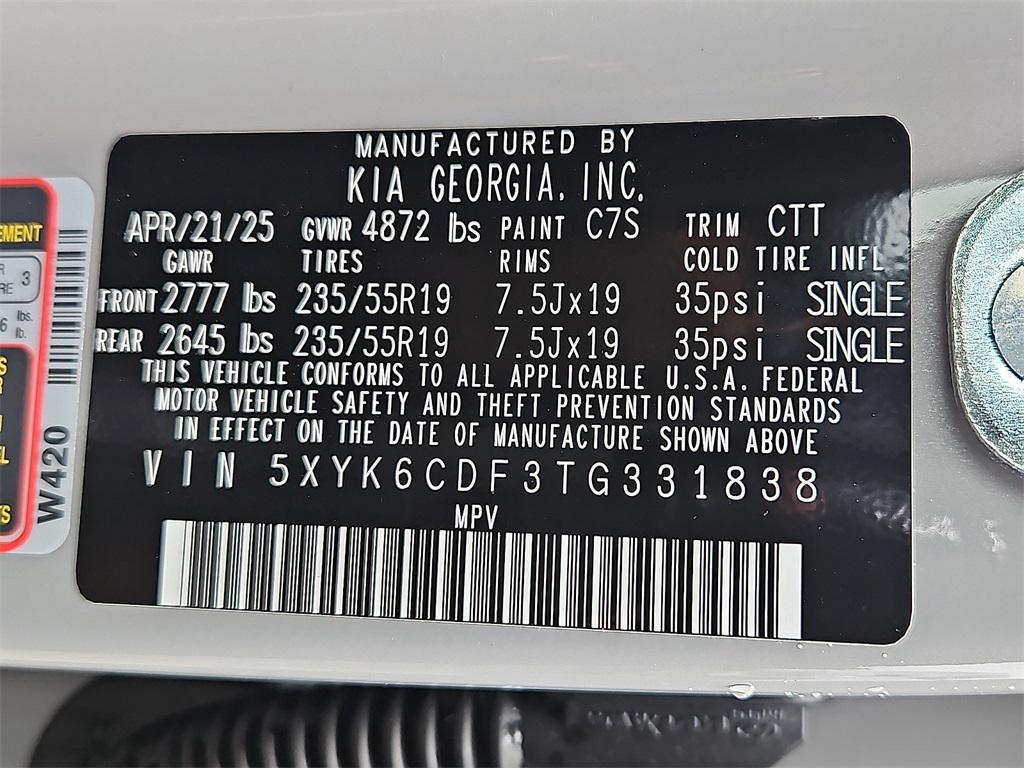 MANUFACTURED BY
KIA GEORGIA, INC.
APR/21/25 GVWR 4872 lbs PAINT C7S TRIM CTT
GAWR TIRES RIMS COLD TIRE INFL
FRONT 2777 lbs 235/55R19 7.5Jx19 35psi SINGLE
REAR 2645 lbs 235/55R19 7.5Jx19 35psi SINGLE
THIS VEHICLE CONFORMS TO ALL APPLICABLE U.S.A. FEDERAL
MOTOR VEHICLE SAFETY AND THEFT PREVENTION STANDARDS
IN EFFECT ON THE DATE OF MANUFACTURE SHOWN ABOVE
VIN 5XYK6CDF3TG331838
MPV
W420
3
lbs.
lb.